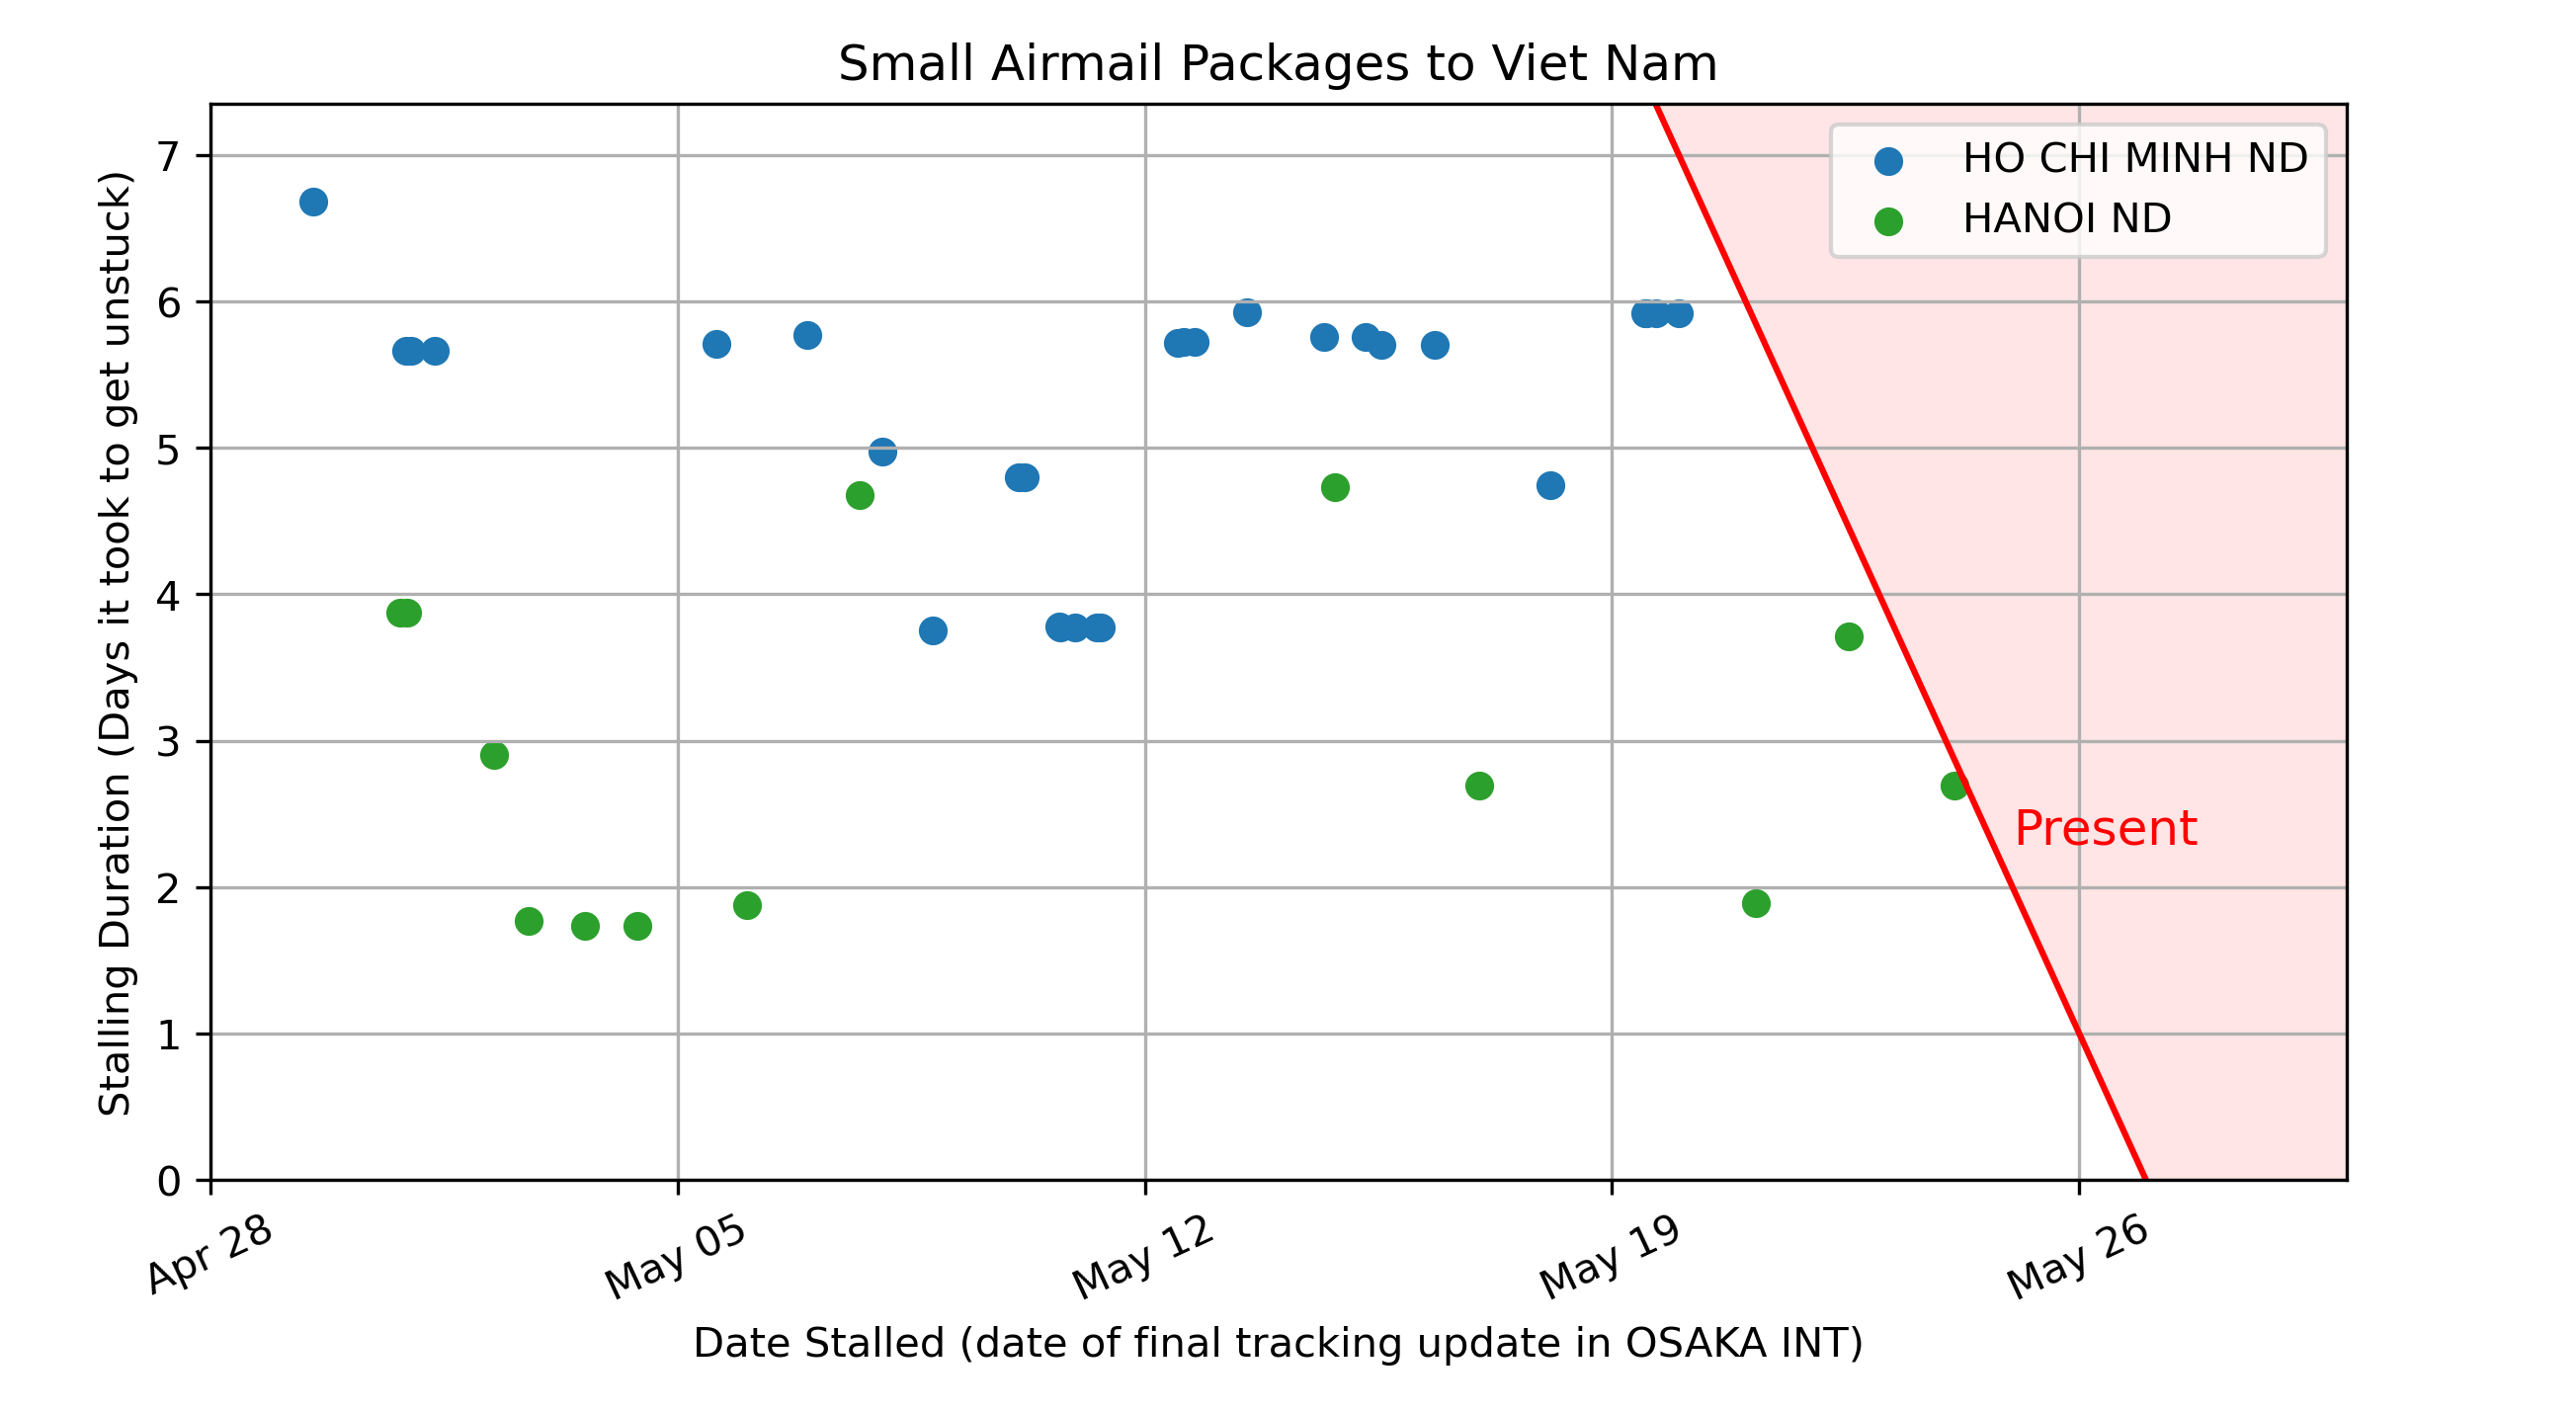 Small Airmail Packages to Viet Nam
HO CHI MINH ND
HANOI ND
Present
Stalling Duration (Days it took to get unstuck)
7
6
5
4
3
2
1
0
Apr 28
May 05
May 12
May 19
May 26
Date Stalled (date of final tracking update in OSAKA INT)